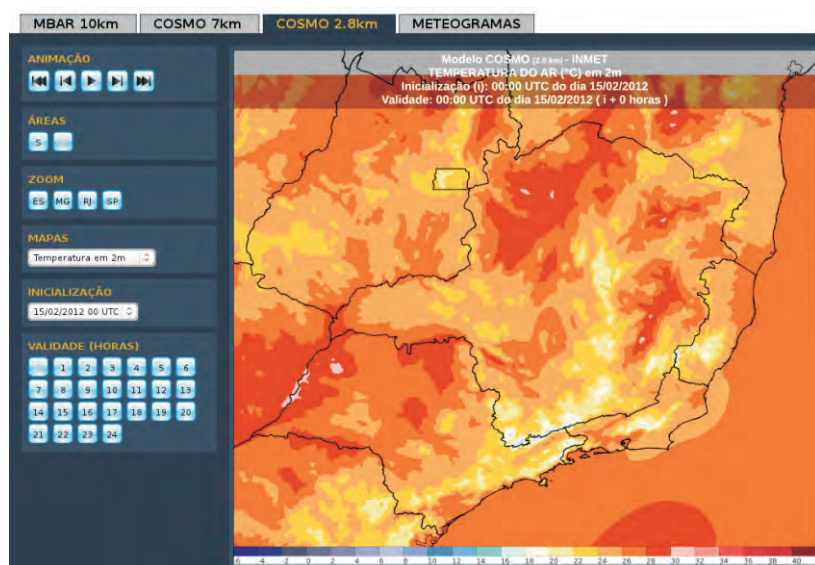 MBAR 10km
COSMO 7km
COSMO 2.8km
METEOGRAMAS
ANIMAÇÃO
ÁREAS
S
ZOOM
ES MG RJ SP
MAPAS
Temperatura em 2m
INICIALIZAÇÃO
15/02/2012 00 UTC
VALIDADE (HORAS)
1 2 3 4 5 6
7 8 9 10 11 12 13
14 15 16 17 18 19 20
21 22 23 24
Modelo COSMO [2.8 km] - INMET
TEMPERATURA DO AR (°C) em 2m
Inicialização (i): 00:00 UTC do dia 15/02/2012
Validade: 00:00 UTC do dia 15/02/2012 ( i + 0 horas )
6 -4 -2 0 2 4 6 8 10 12 14 16 18 20 22 24 26 28 30 32 34 36 38 40